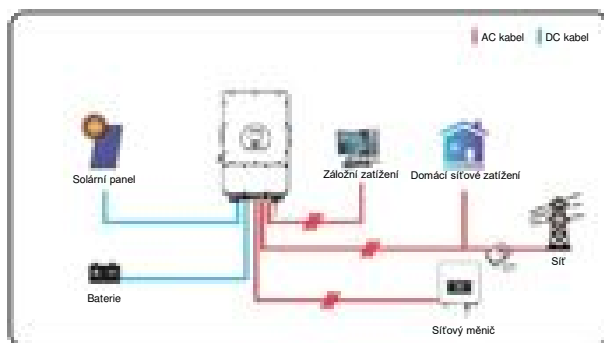 AC kabel
DC kabel
Solární panel
Záložní zatížení
Domácí síťové zatížení
Baterie
Síť
Síťový měnič